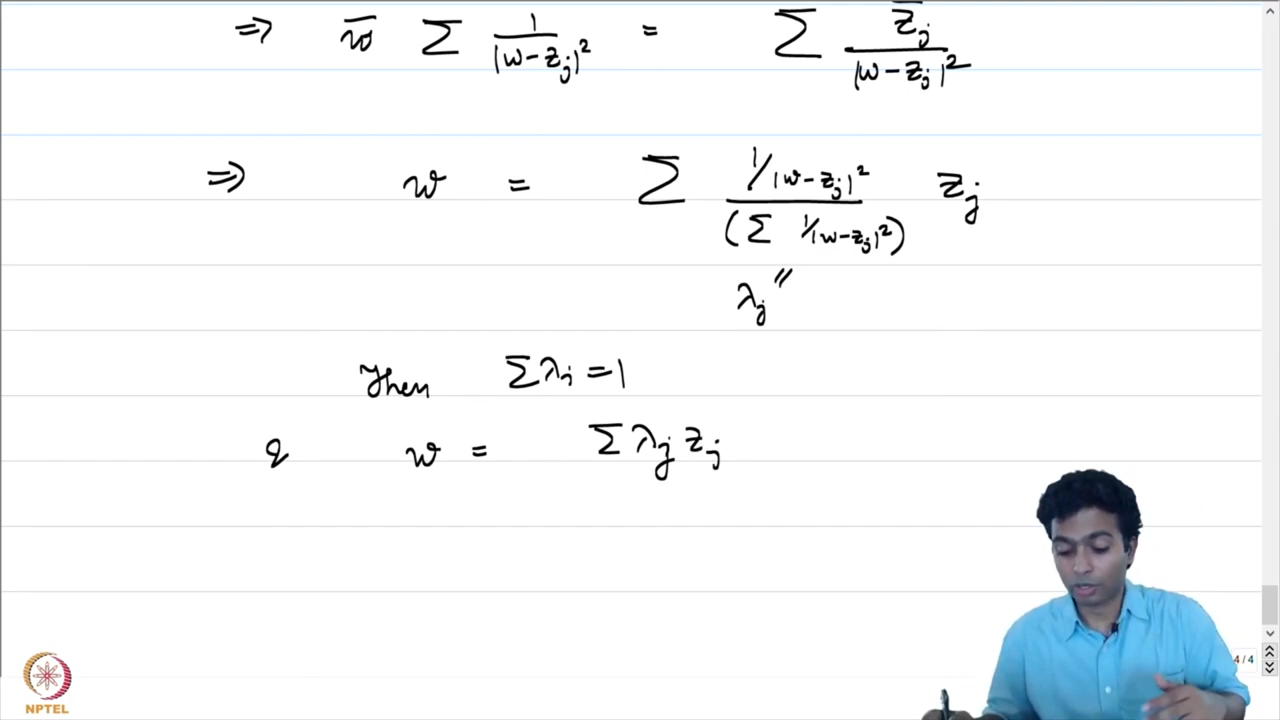 ⇒ w̅ Σ 1/|w-z_j|² = Σ z̅_j/|w-z_j|²
⇒ w = Σ (1/|w-z_j|²)/(Σ 1/|w-z_j|²) z_j
λ_j "
Then Σλ_j = 1
& w = Σ λ_j z_j
4 / 4
NPTEL